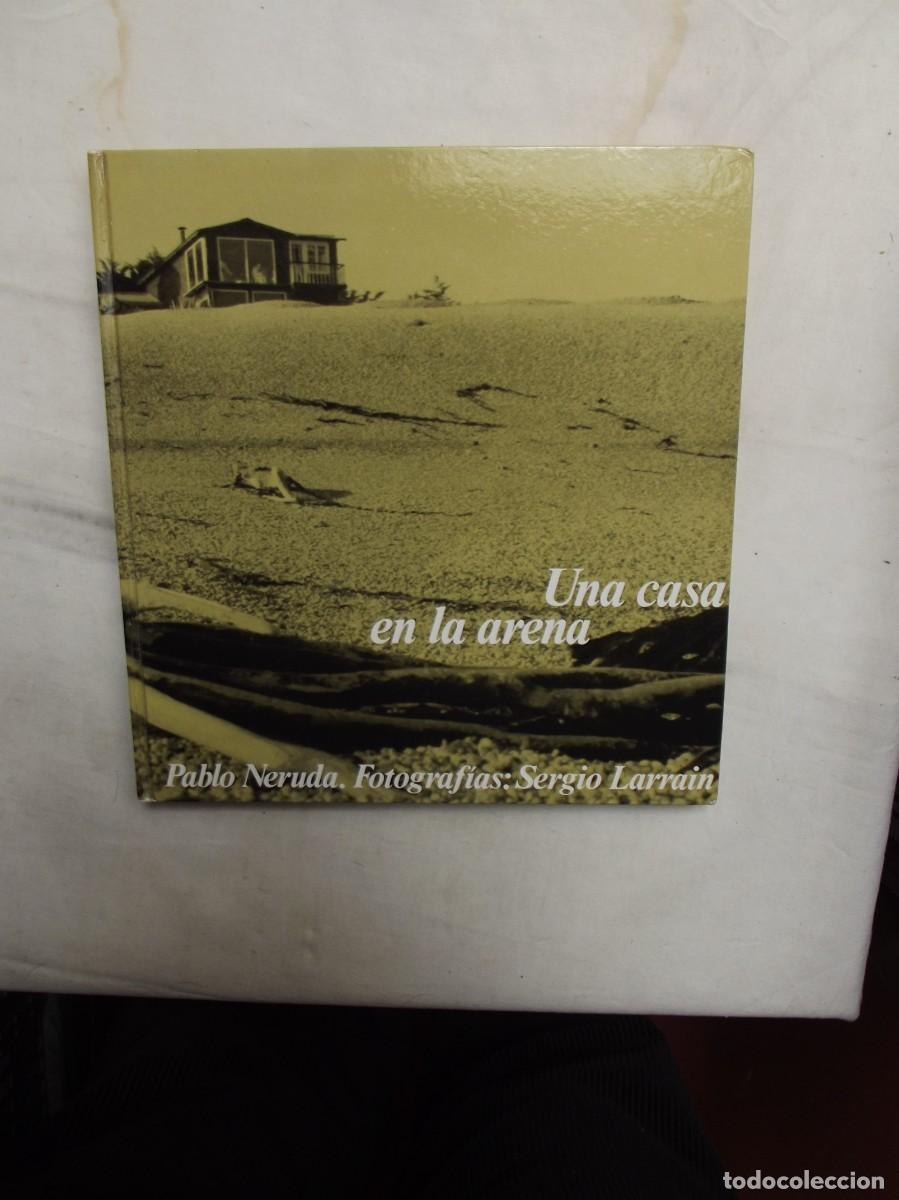 Una casa
en la arena
Pablo Neruda. Fotografías: Sergio Larrain
todocoleccion